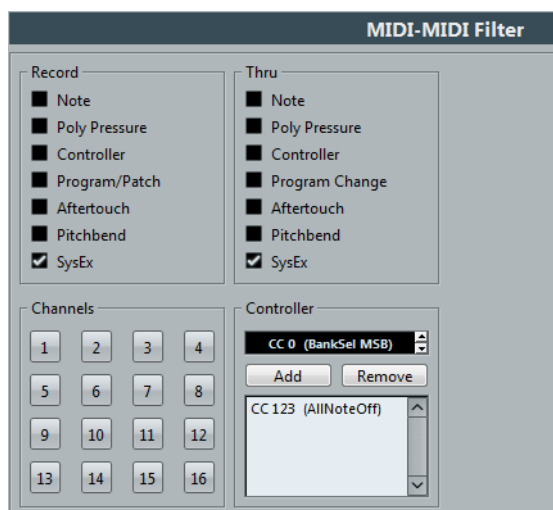 MIDI-MIDI Filter
Record
Note
Poly Pressure
Controller
Program/Patch
Aftertouch
Pitchbend
SysEx
Thru
Note
Poly Pressure
Controller
Program Change
Aftertouch
Pitchbend
SysEx
Channels
1 2 3 4
5 6 7 8
9 10 11 12
13 14 15 16
Controller
CC 0 (BankSel MSB)
Add Remove
CC 123 (AllNoteOff)